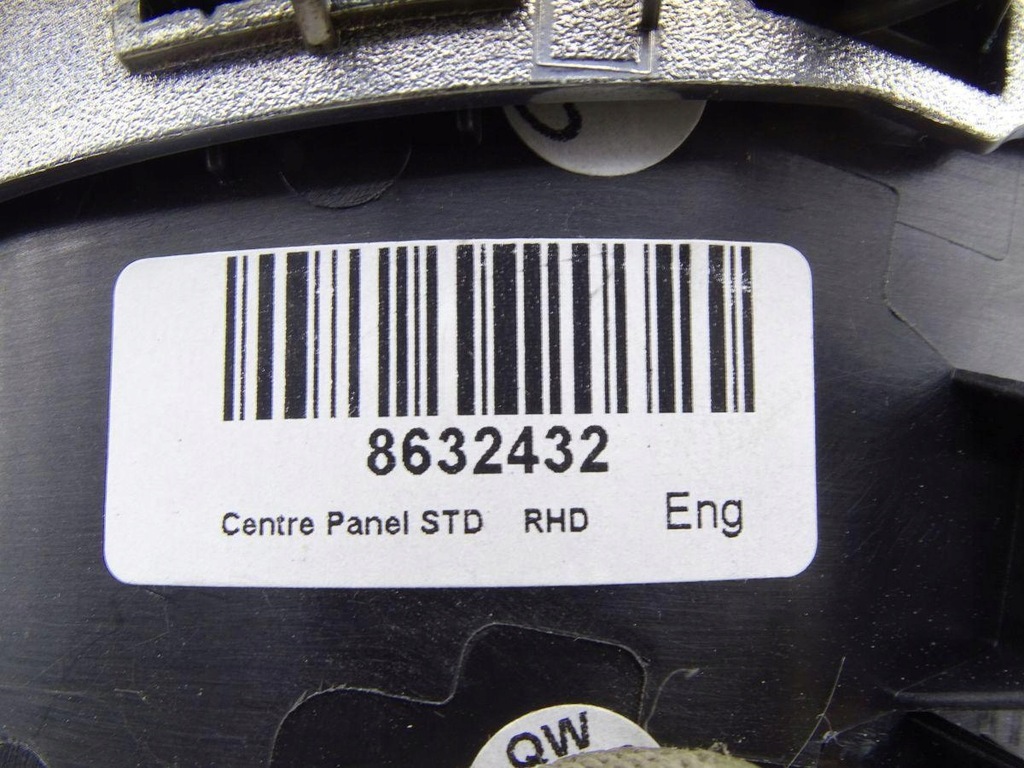 8632432
Centre Panel STD RHD Eng
QW